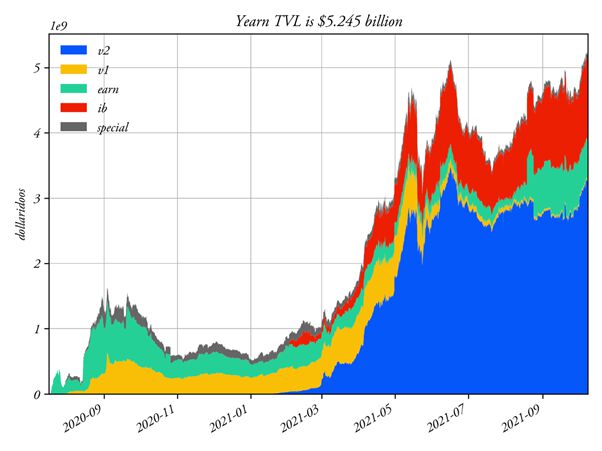 Yearn TVL is $5.245 billion
1e9
v2
v1
earn
ib
special
5
4
3
2
1
0
dollaridoos
2020-09
2020-11
2021-01
2021-03
2021-05
2021-07
2021-09